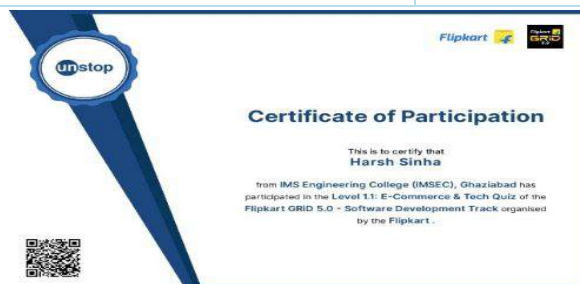 unstop
Flipkart
Flipkart
GRiD
5.0
Certificate of Participation
This is to certify that
Harsh Sinha
from IMS Engineering College (IMSEC), Ghaziabad has
participated in the Level 1.1: E-Commerce & Tech Quiz of the
Flipkart GRiD 5.0 - Software Development Track organised
by the Flipkart .